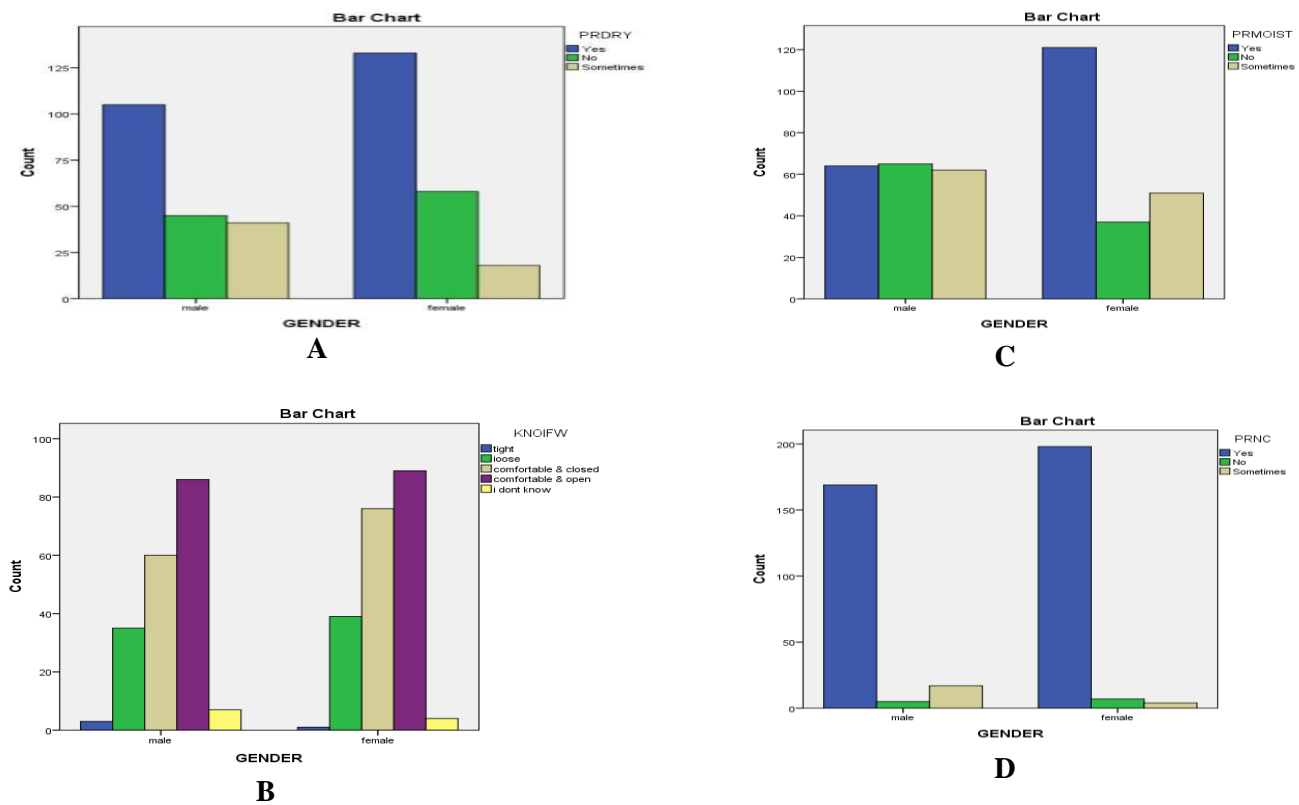 Bar Chart
PRDRY
Yes
No
Sometimes
125
100
75
50
25
0
Count
male
female
GENDER
A
Bar Chart
PRMOIST
Yes
No
Sometimes
120
100
80
60
40
20
0
Count
male
female
GENDER
C
Bar Chart
KNOIFW
tight
ioose
comfortable & closed
comfortable & open
i dont know
100
80
60
40
20
0
Count
male
female
GENDER
B
Bar Chart
PRNC
Yes
No
Sometimes
200
150
100
50
0
Count
male
female
GENDER
D